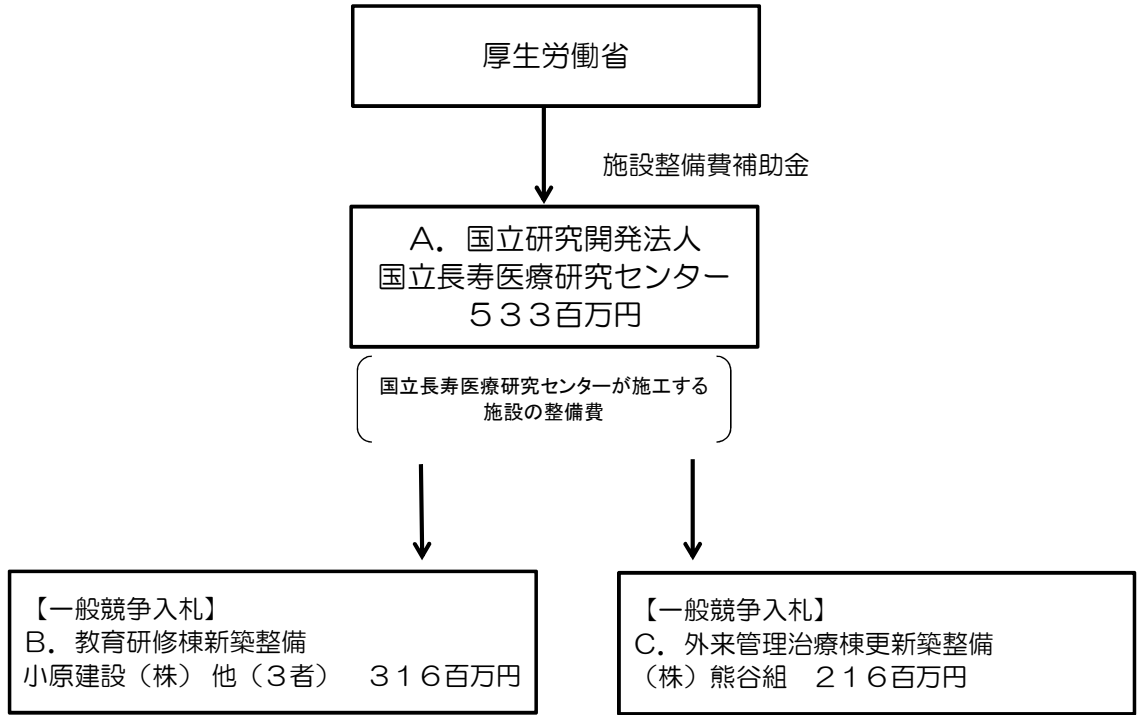 厚生労働省
施設整備費補助金
A．国立研究開発法人
国立長寿医療研究センター
５３３百万円
国立長寿医療研究センターが施工する
施設の整備費
【一般競争入札】
B．教育研修棟新築整備
小原建設（株） 他（３者）　３１６百万円
【一般競争入札】
C．外来管理治療棟更新築整備
（株）熊谷組　２１６百万円